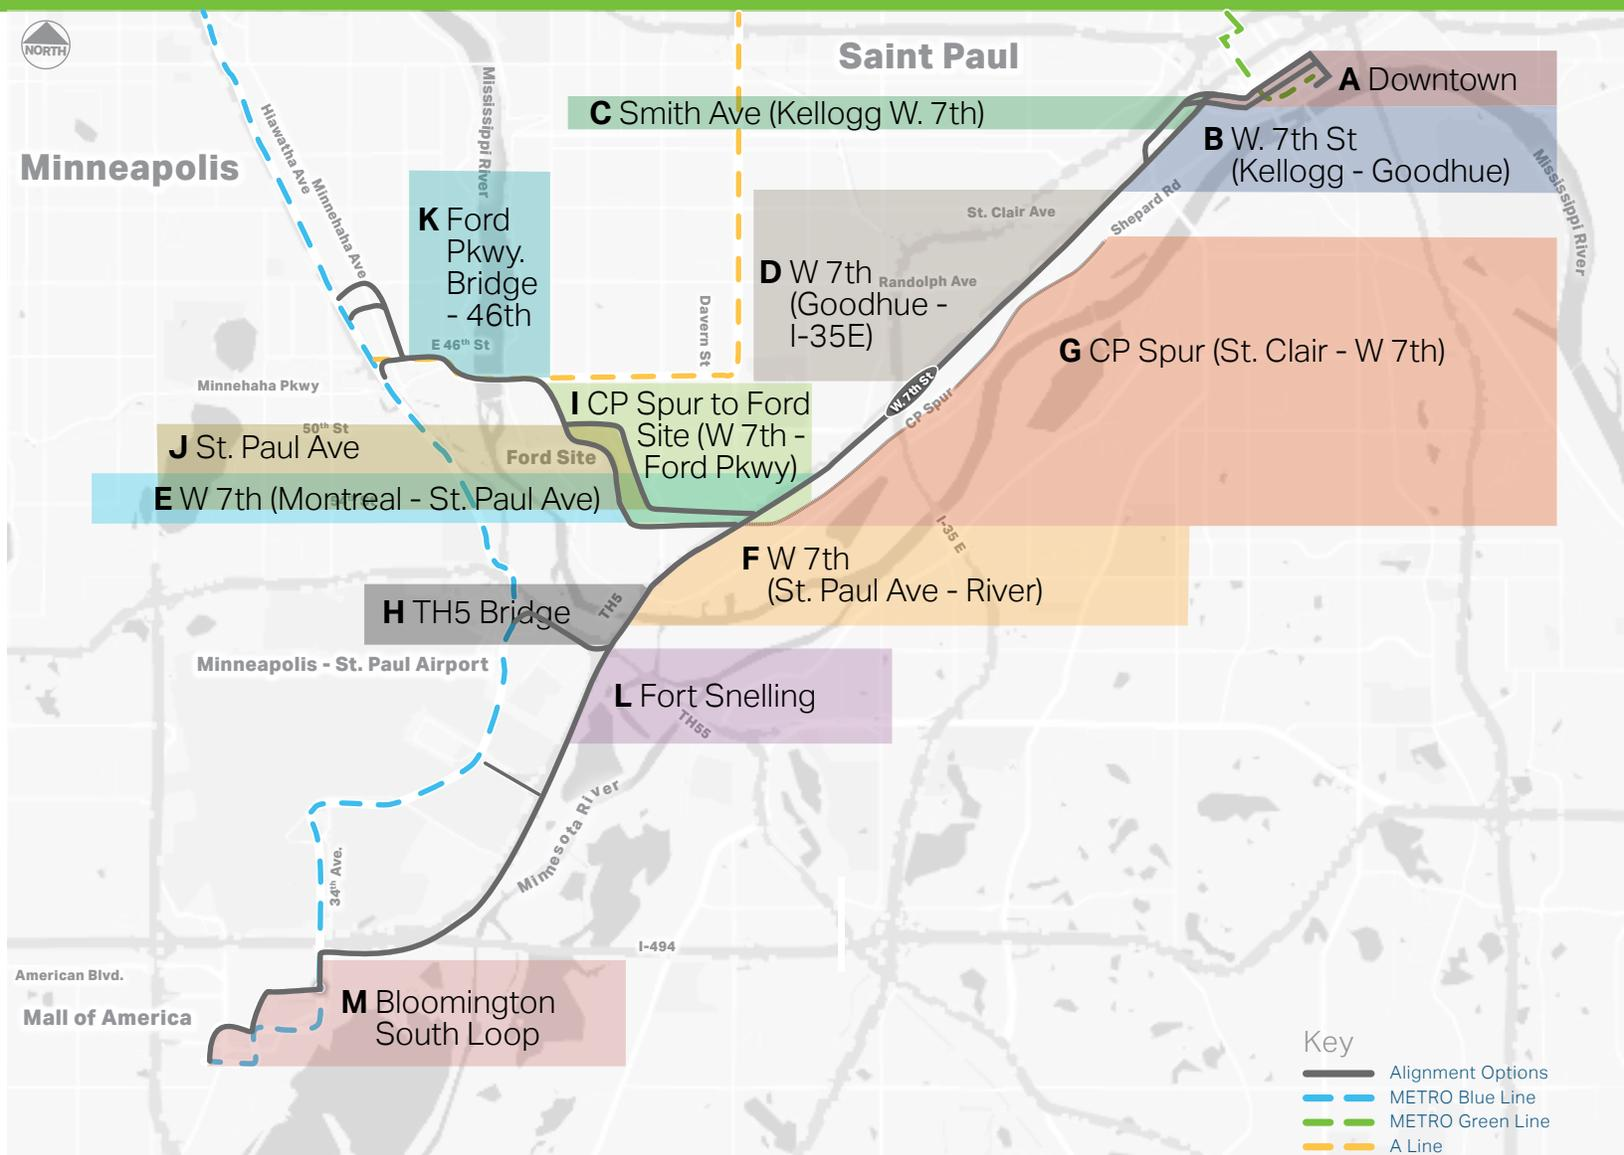 NORTH
Saint Paul
Minneapolis
Mississippi River
Hiawatha Ave
Minnehaha Ave
A Downtown
C Smith Ave (Kellogg W. 7th)
B W. 7th St
(Kellogg - Goodhue)
Mississippi River
Shepard Rd
St. Clair Ave
K Ford
Pkwy.
Bridge
- 46th
E 46th St
Davern St
D W 7th
(Goodhue -
I-35E)
Randolph Ave
G CP Spur (St. Clair - W 7th)
W. 7th St
CP Spur
Minnehaha Pkwy
I CP Spur to Ford
Site (W 7th -
Ford Pkwy)
50th St
J St. Paul Ave
Ford Site
E W 7th (Montreal - St. Paul Ave)
I-35 E
F W 7th
(St. Paul Ave - River)
H TH5 Bridge
TH5
Minneapolis - St. Paul Airport
L Fort Snelling
TH55
Minnesota River
34th Ave.
I-494
American Blvd.
Mall of America
M Bloomington
South Loop
Key
Alignment Options
METRO Blue Line
METRO Green Line
A Line